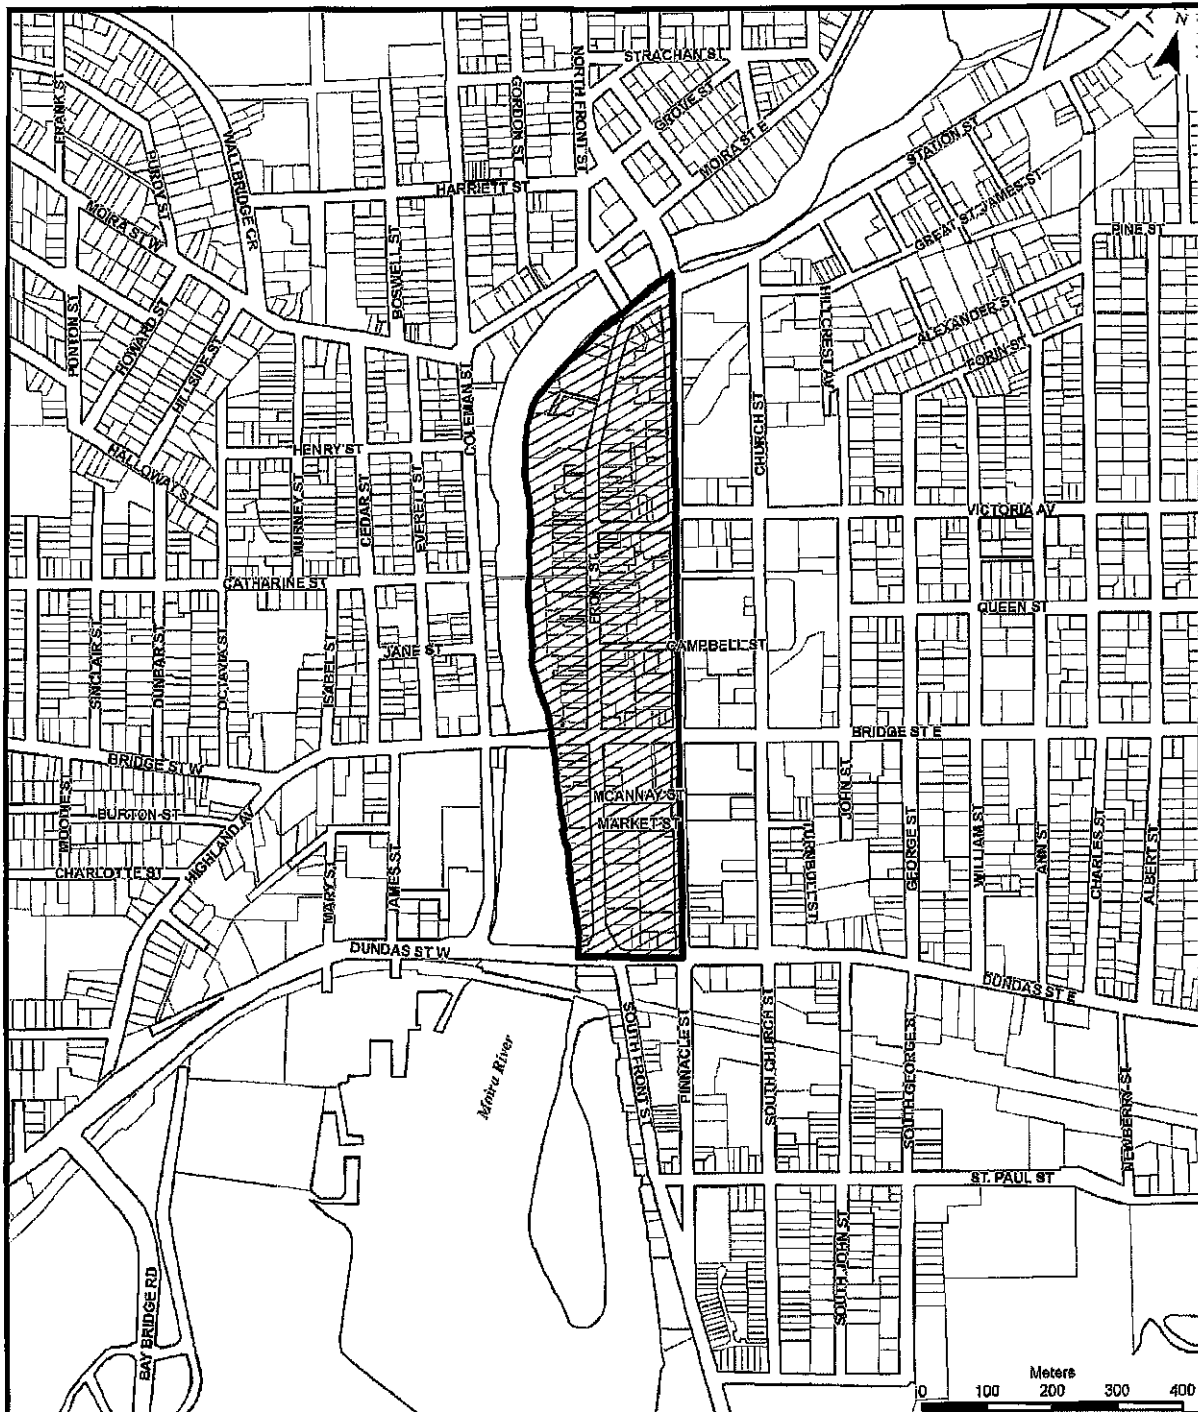 N
STRACHAN ST
NORTH FRONT ST
GORDON ST
GROVE ST
FRANK ST
WALLBRIDGE CR
PURDY ST
MOIRA ST E
STATION ST
HARRIETT ST
GREAT ST. JAMES ST
MOIRA ST W
BOSWELL ST
PINE ST
HILLCREST AV
PONTON ST
HOWARD ST
HILLSIDE ST
ALEXANDER ST
FORIN ST
COLEMAN ST
CHURCH ST
HENRY ST
HALLOWAY ST
MURNEY ST
CEDAR ST
EVERETT ST
VICTORIA AV
CATHARINE ST
FRONT ST
QUEEN ST
SINCLAIR ST
DUNBAR ST
OCTAVIA ST
ISABEL ST
JANE ST
CAMPBELL ST
BRIDGE ST W
BRIDGE ST E
MOODIE ST
BURTON ST
HIGHLAND AV
MCANNAY ST
MARKET ST
JOHN ST
TURNBULL ST
GEORGE ST
WILLIAM ST
ANN ST
CHARLES ST
ALBERT ST
CHARLOTTE ST
MARY ST
JAMES ST
DUNDAS ST W
DUNDAS ST E
SOUTH FRONT ST
PINNACLE ST
SOUTH CHURCH ST
SOUTH GEORGE ST
Moira River
NEWBERRY ST
ST. PAUL ST
SOUTH JOHN ST
BAY BRIDGE RD
Meters
0 100 200 300 400